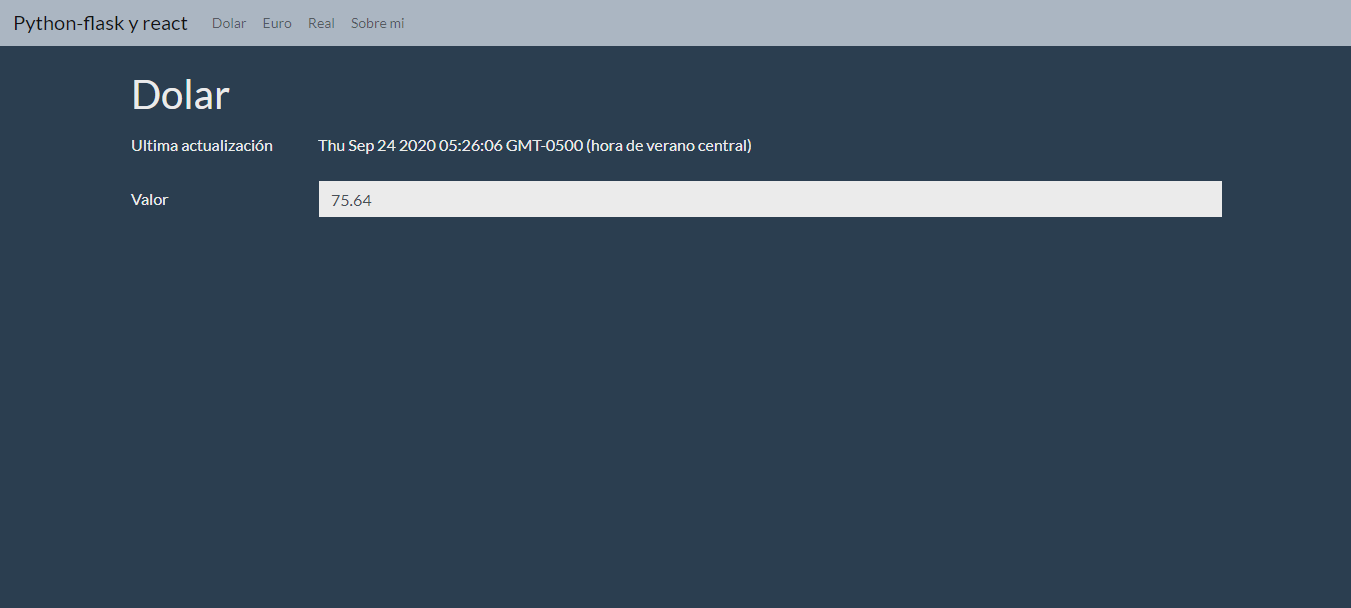 Python-flask y react Dolar Euro Real Sobre mi
Dolar
Ultima actualización Thu Sep 24 2020 05:26:06 GMT-0500 (hora de verano central)
Valor 75.64